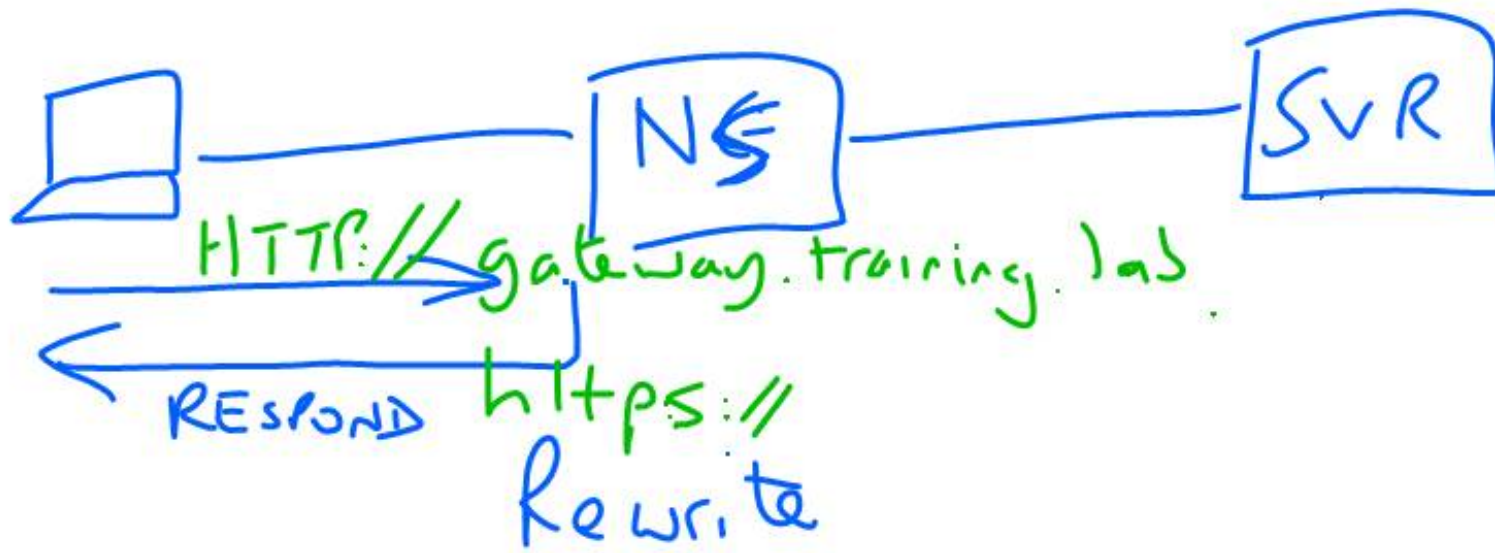 NS
SVR
HTTP://gateway.training.lab
RESPOND
https://
Rewrite